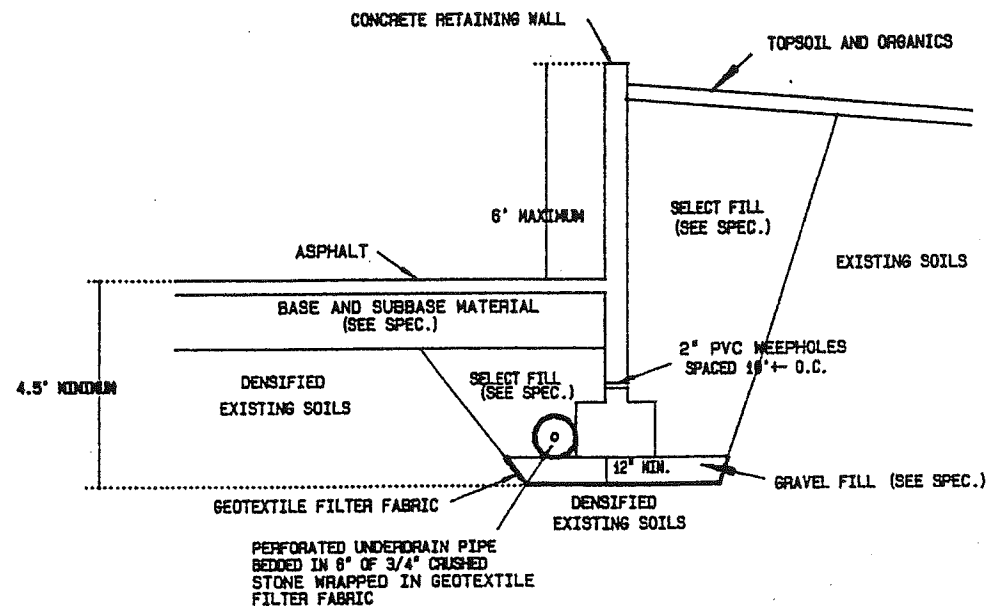 CONCRETE RETAINING WALL
TOPSOIL AND ORGANICS
6' MAXIMUM
SELECT FILL
(SEE SPEC.)
ASPHALT
EXISTING SOILS
BASE AND SUBBASE MATERIAL
(SEE SPEC.)
2" PVC WEEPHOLES
SPACED 10'+- O.C.
4.5' MINIMUM
DENSIFIED
EXISTING SOILS
SELECT FILL
(SEE SPEC.)
12" MIN.
GRAVEL FILL (SEE SPEC.)
GEOTEXTILE FILTER FABRIC
DENSIFIED
EXISTING SOILS
PERFORATED UNDERDRAIN PIPE
BEDDED IN 6" OF 3/4" CRUSHED
STONE WRAPPED IN GEOTEXTILE
FILTER FABRIC